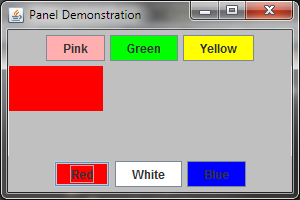 Panel Demonstration
Pink Green Yellow
Red White Blue